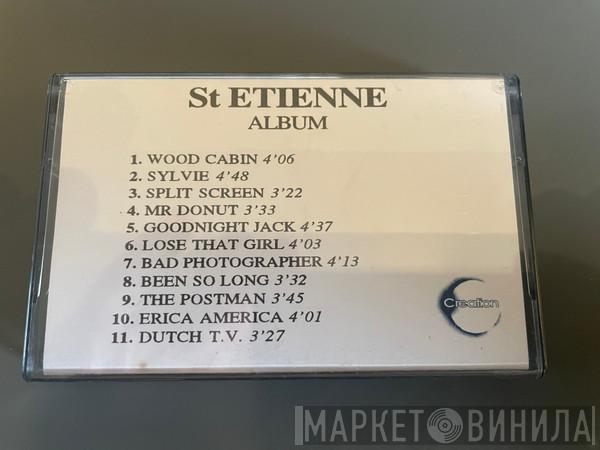 St ETIENNE
ALBUM
1. WOOD CABIN 4'06
2. SYLVIE 4'48
3. SPLIT SCREEN 3'22
4. MR DONUT 3'33
5. GOODNIGHT JACK 4'37
6. LOSE THAT GIRL 4'03
7. BAD PHOTOGRAPHER 4'13
8. BEEN SO LONG 3'32
9. THE POSTMAN 3'45
10. ERICA AMERICA 4'01
11. DUTCH T.V. 3'27
Creation
МАРКЕТ ВИНИЛА